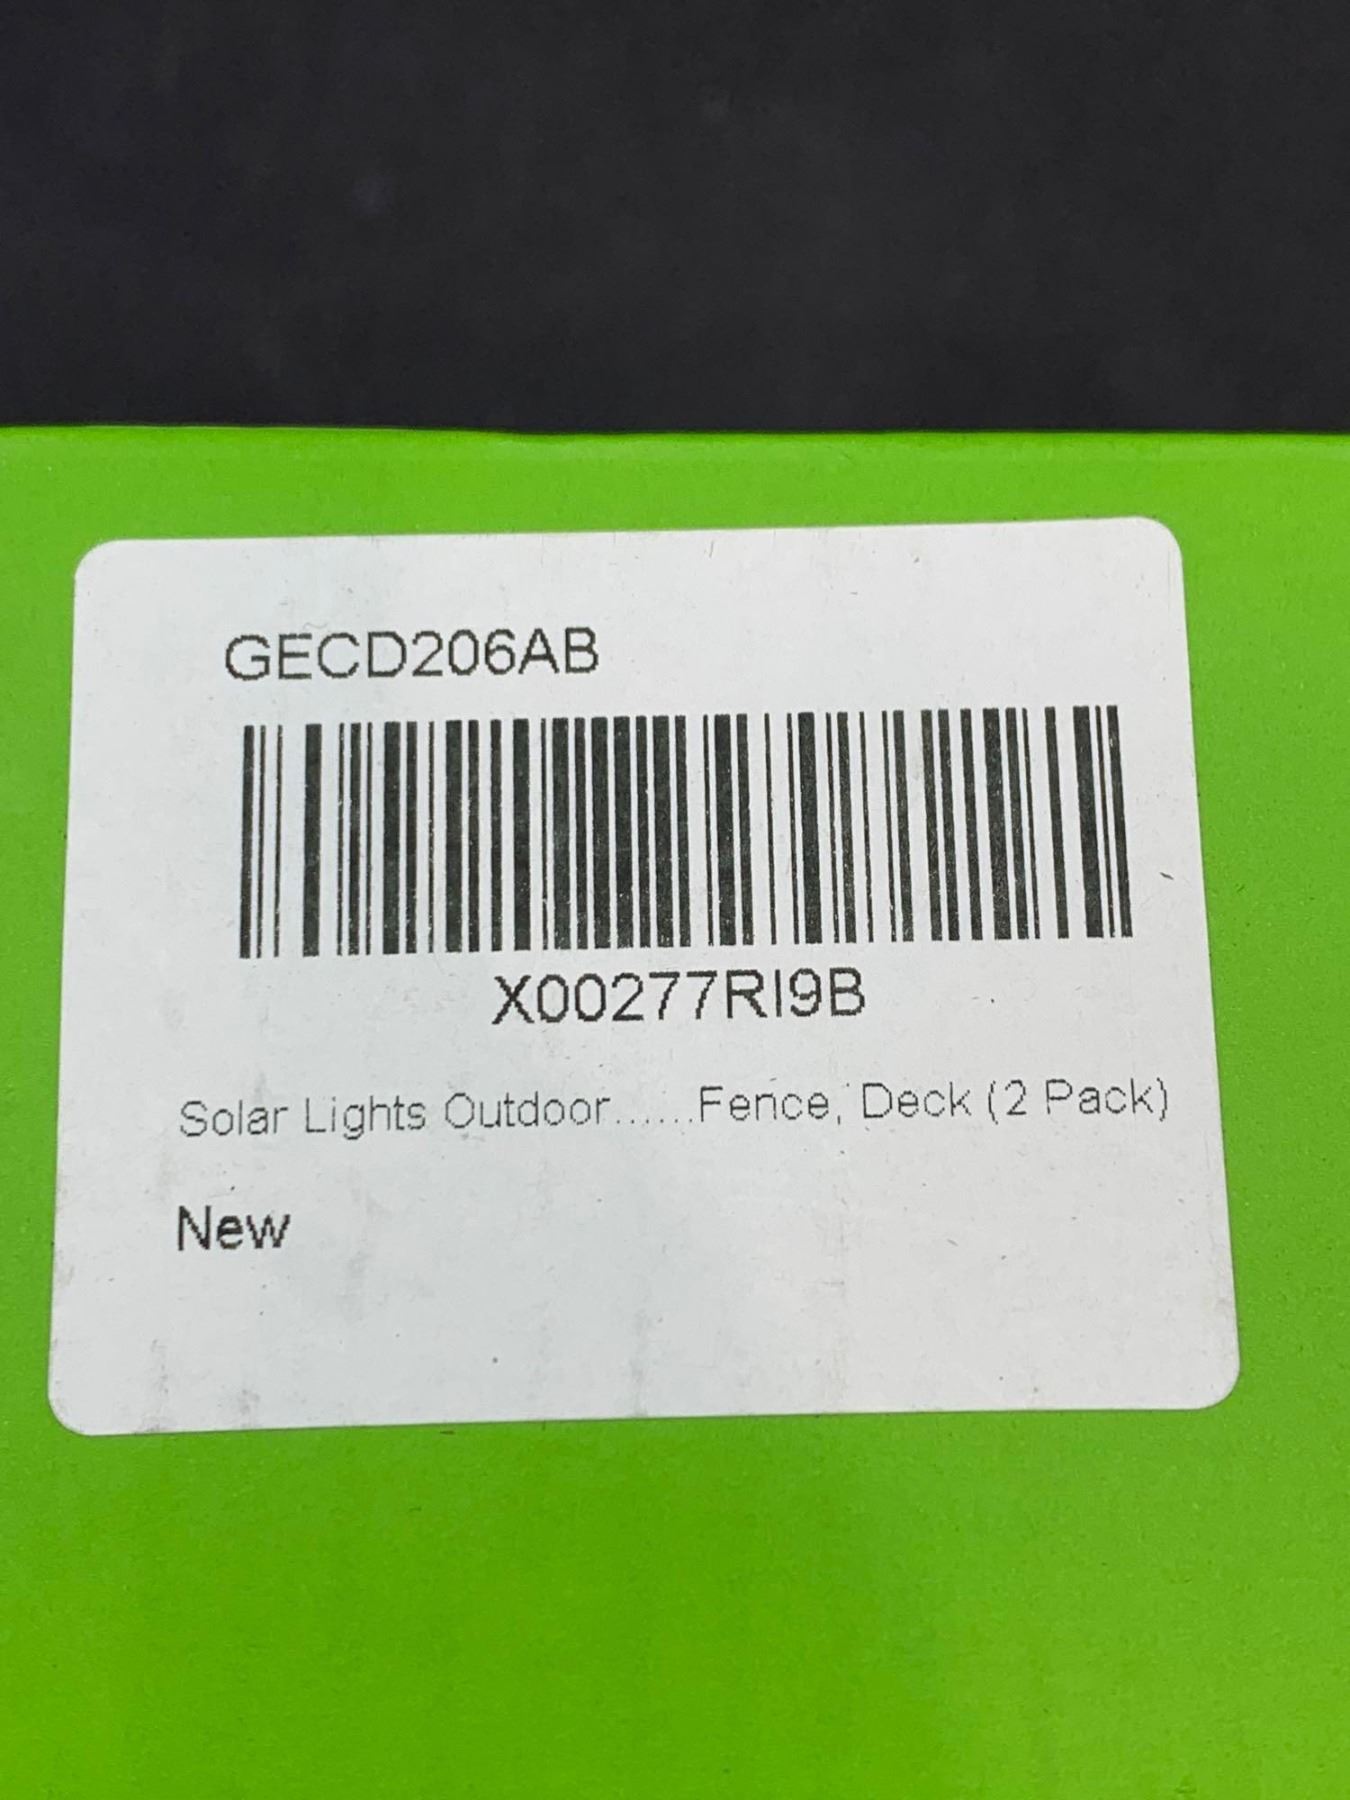 GECD206AB
X00277RI9B
Solar Lights Outdoor......Fence, Deck (2 Pack)
New